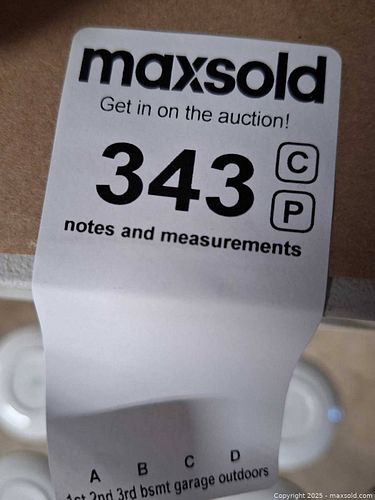 maxsold
Get in on the auction!
343
C
P
notes and measurements
A B C D
1st 2nd 3rd bsmt garage outdoors
© 2025 - maxsold.com